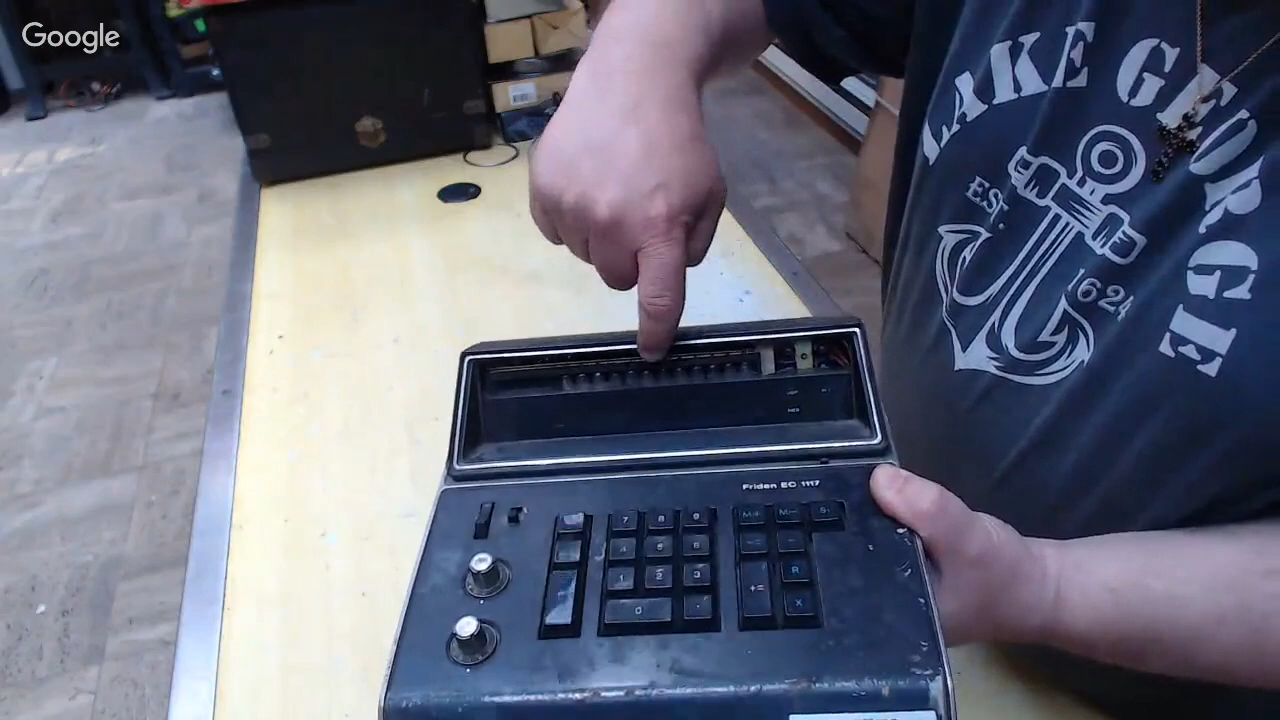 Google
LAKE GEORGE
EST.
1624
Friden EC 1117
7 8 9
4 5 6
1 2 3
0 .
M+ M-
+=
R
X